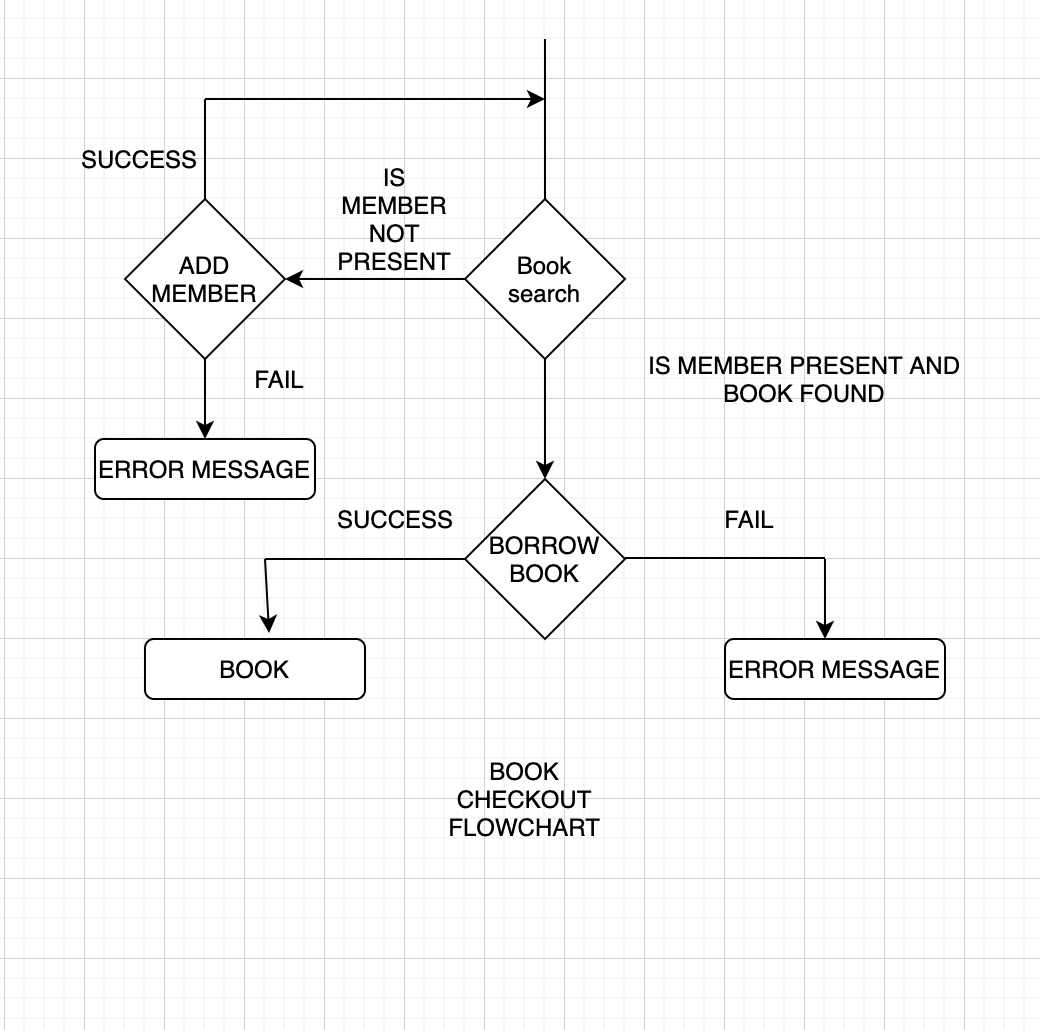 SUCCESS
IS
MEMBER
NOT
PRESENT
ADD
MEMBER
Book
search
IS MEMBER PRESENT AND
BOOK FOUND
FAIL
ERROR MESSAGE
SUCCESS
FAIL
BORROW
BOOK
BOOK
ERROR MESSAGE
BOOK
CHECKOUT
FLOWCHART